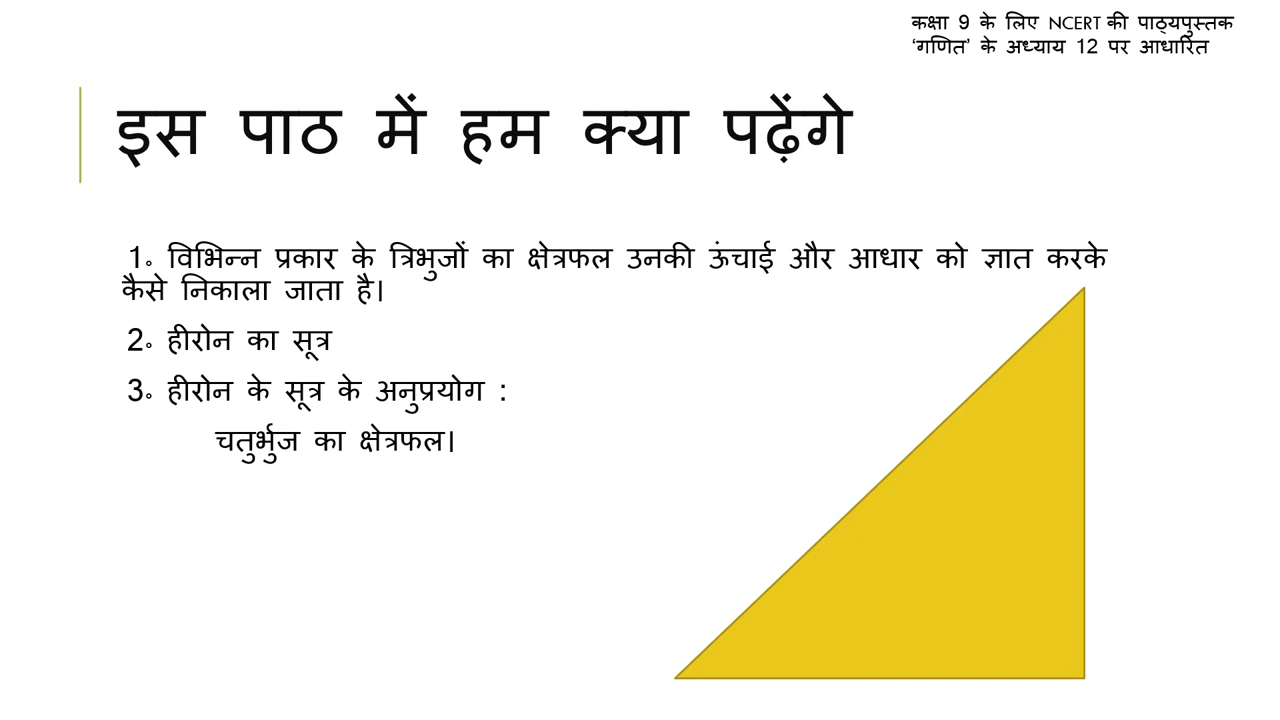 कक्षा 9 के लिए NCERT की पाठ्यपुस्तक
‘गणित’ के अध्याय 12 पर आधारित
इस पाठ में हम क्या पढ़ेंगे
1॰ विभिन्न प्रकार के त्रिभुजों का क्षेत्रफल उनकी ऊंचाई और आधार को ज्ञात करके
कैसे निकाला जाता है।
2॰ हीरोन का सूत्र
3॰ हीरोन के सूत्र के अनुप्रयोग :
चतुर्भुज का क्षेत्रफल।